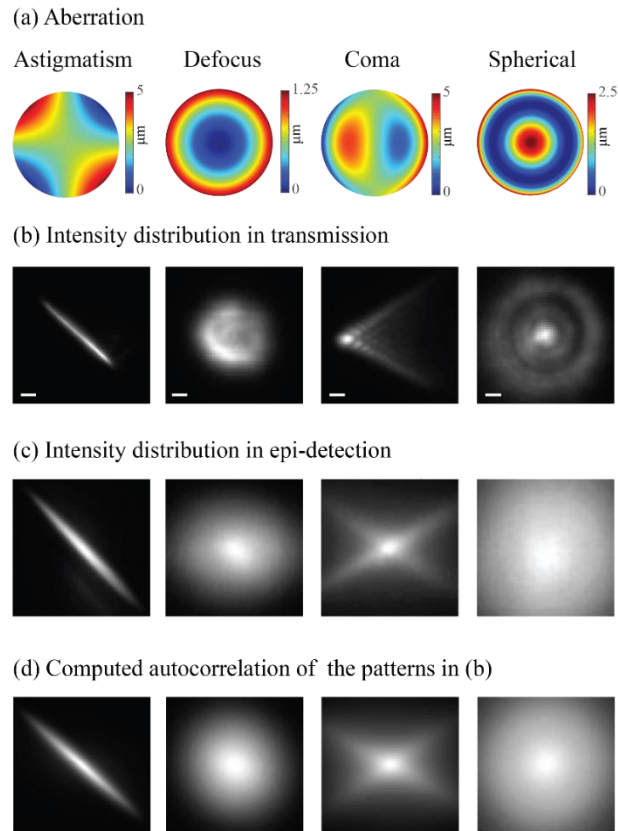 (a) Aberration
Astigmatism Defocus Coma Spherical
5 1.25 5 2.5
μm μm μm μm
0 0 0 0
(b) Intensity distribution in transmission
(c) Intensity distribution in epi-detection
(d) Computed autocorrelation of the patterns in (b)